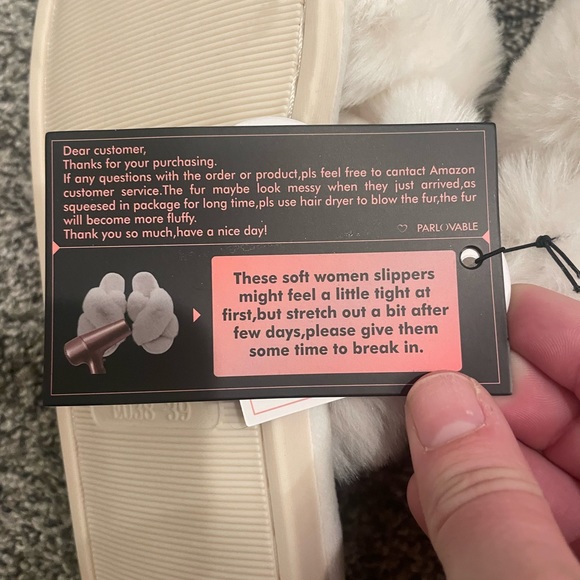 Dear customer,
Thanks for your purchasing.
If any questions with the order or product,pls feel free to cantact Amazon
customer service.The fur maybe look messy when they just arrived,as
squeesed in package for long time,pls use hair dryer to blow the fur,the fur
will become more fluffy.
Thank you so much,have a nice day!
PARLOVABLE
These soft women slippers
might feel a little tight at
first,but stretch out a bit after
few days,please give them
some time to break in.